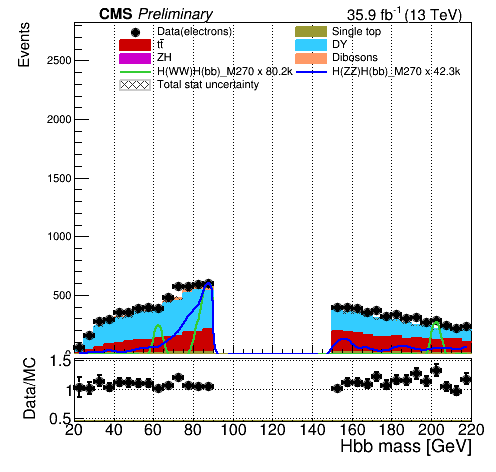 CMS Preliminary 35.9 fb⁻¹ (13 TeV)
Events
Data(electrons) Single top
tt̄ DY
ZH Dibosons
H(WW)H(bb)_M270 x 80.2k H(ZZ)H(bb)_M270 x 42.3k
Total stat uncertainty
2500
2000
1500
1000
500
0
Data/MC
1.5
1.0
0.5
20 40 60 80 100 120 140 160 180 200 220
Hbb mass [GeV]